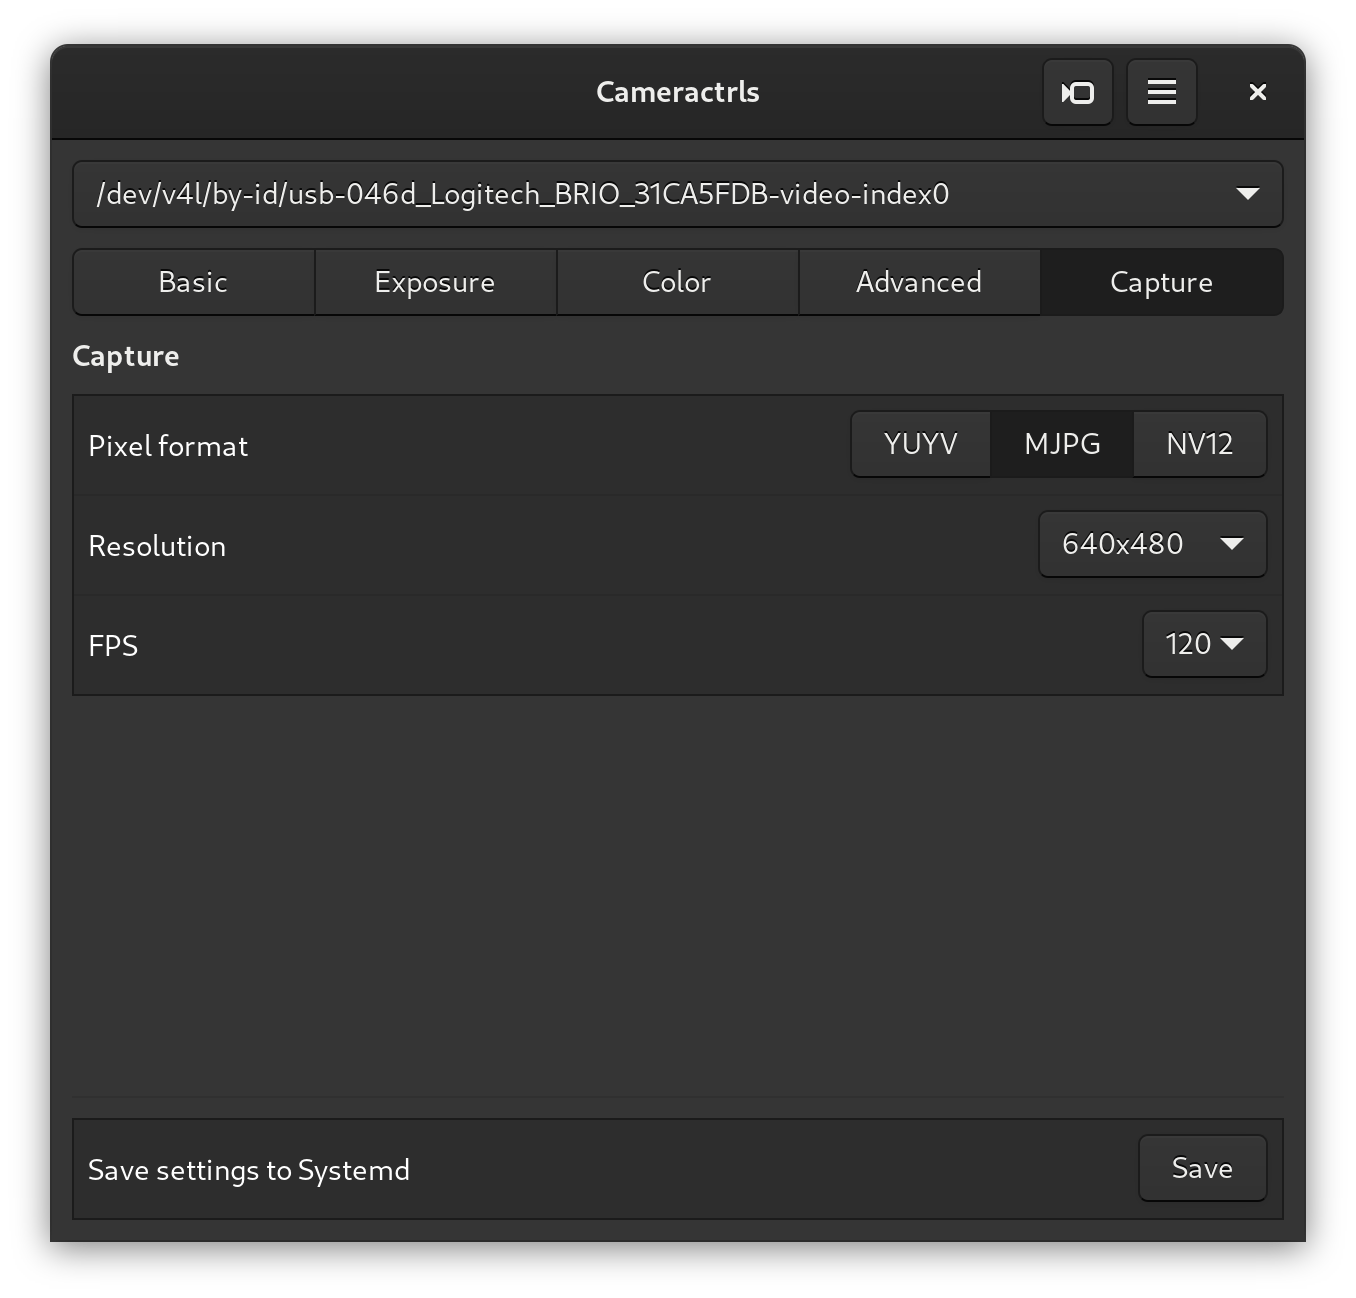 Cameractrls
/dev/v4l/by-id/usb-046d_Logitech_BRIO_31CA5FDB-video-index0
Basic Exposure Color Advanced Capture
Capture
Pixel format YUYV MJPG NV12
Resolution 640x480
FPS 120
Save settings to Systemd Save